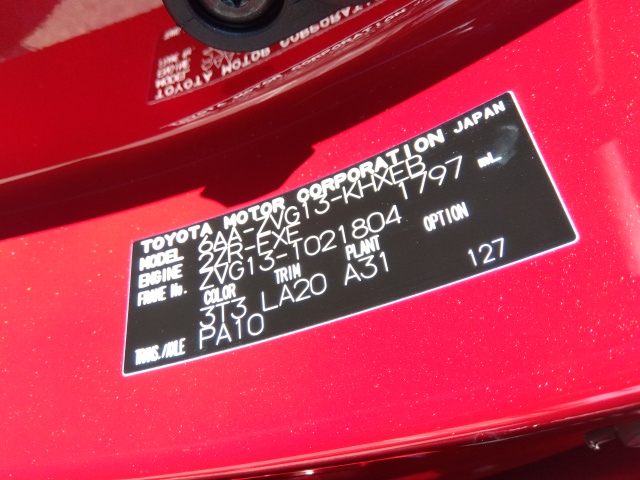 TOYOTA MOTOR CORPORATION JAPAN
MODEL 6AA-ZVG13-KHXEB
ENGINE 2ZR-FXE 1797 mL
FRAME No. ZVG13-T021804
COLOR TRIM PLANT OPTION
3T3 LA20 A31 127
TRANS./AXLE PA10